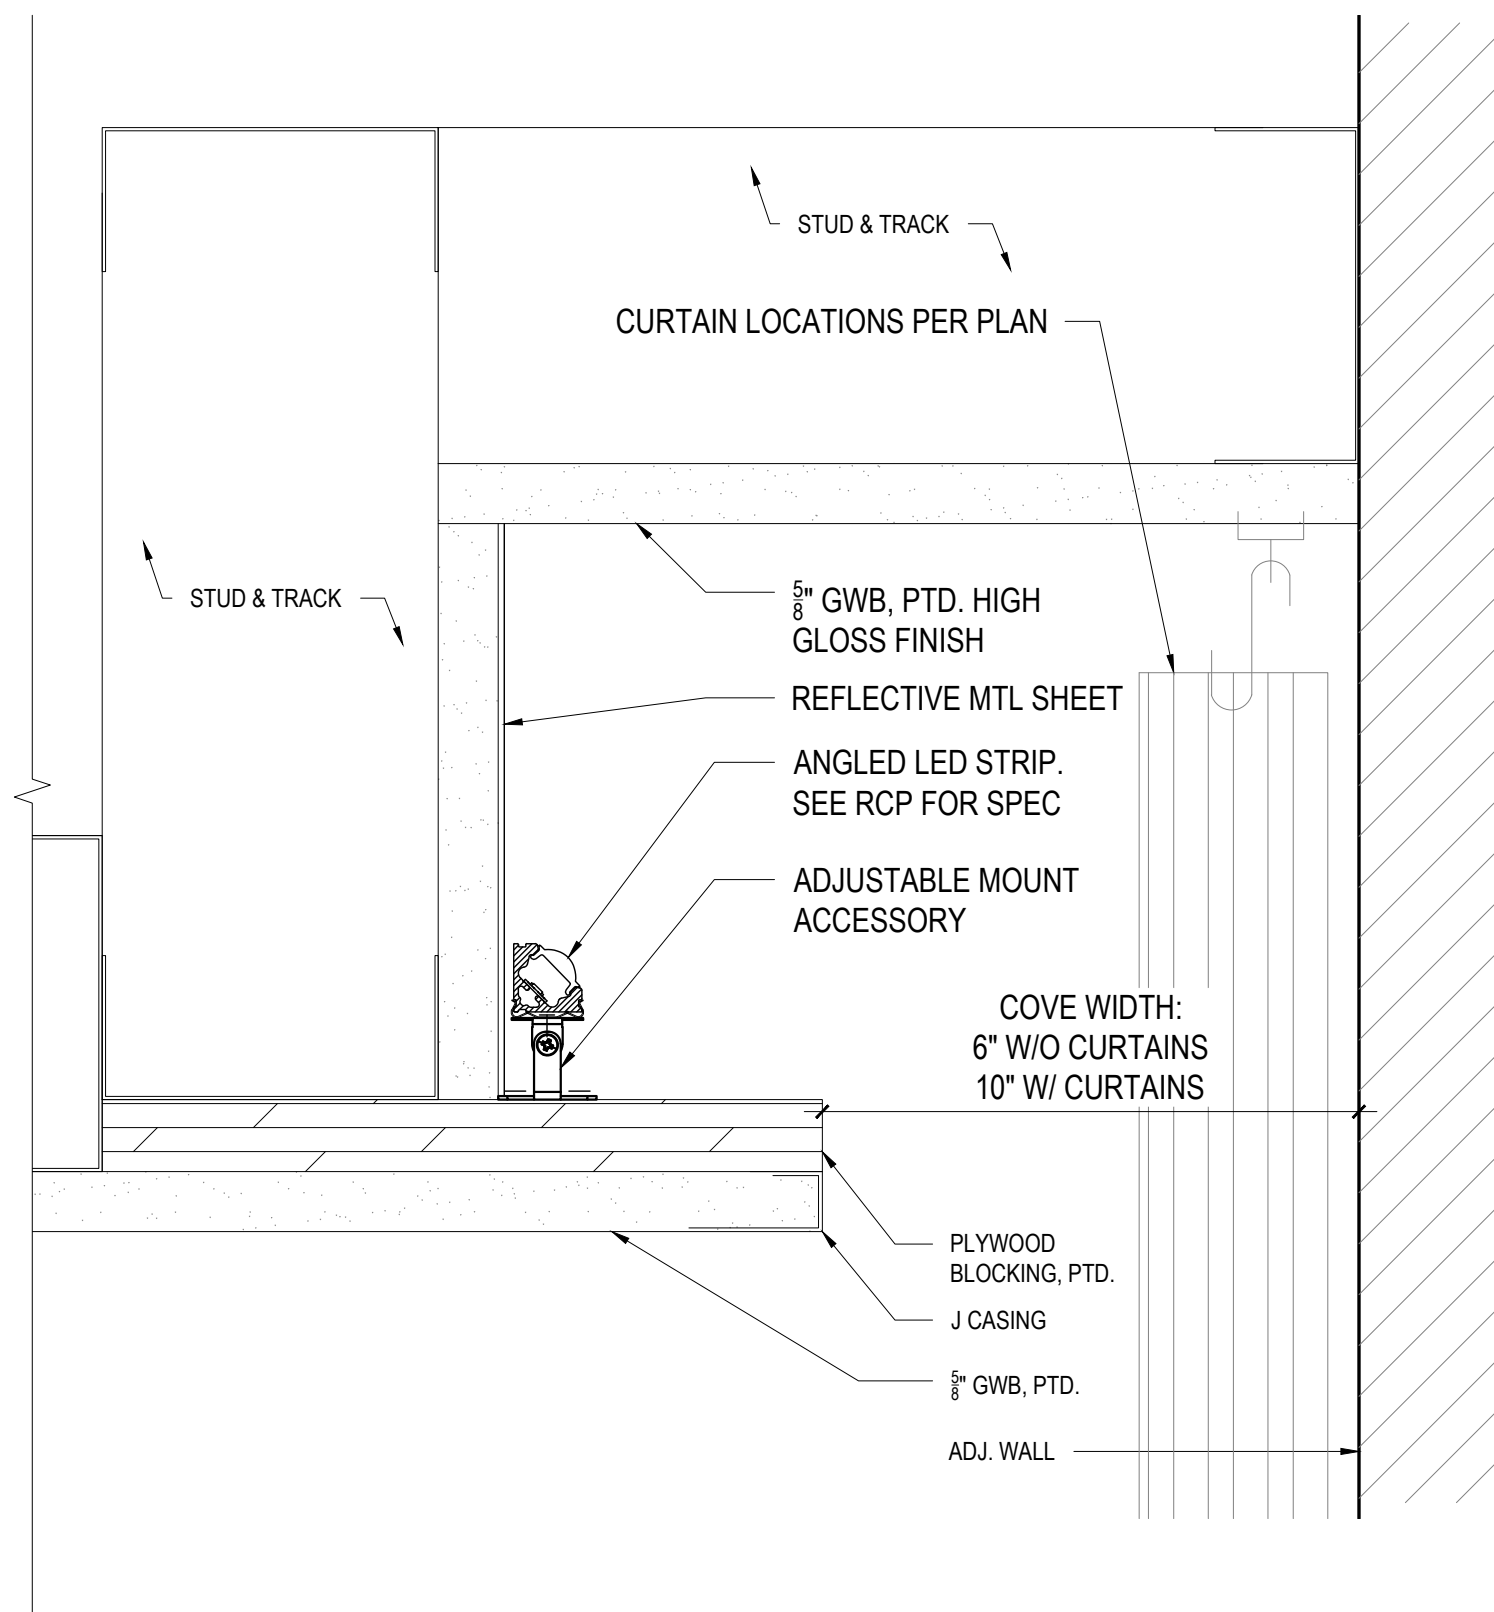 STUD & TRACK
CURTAIN LOCATIONS PER PLAN
STUD & TRACK
5/8" GWB, PTD. HIGH
GLOSS FINISH
REFLECTIVE MTL SHEET
ANGLED LED STRIP.
SEE RCP FOR SPEC
ADJUSTABLE MOUNT
ACCESSORY
COVE WIDTH:
6" W/O CURTAINS
10" W/ CURTAINS
PLYWOOD
BLOCKING, PTD.
J CASING
5/8" GWB, PTD.
ADJ. WALL